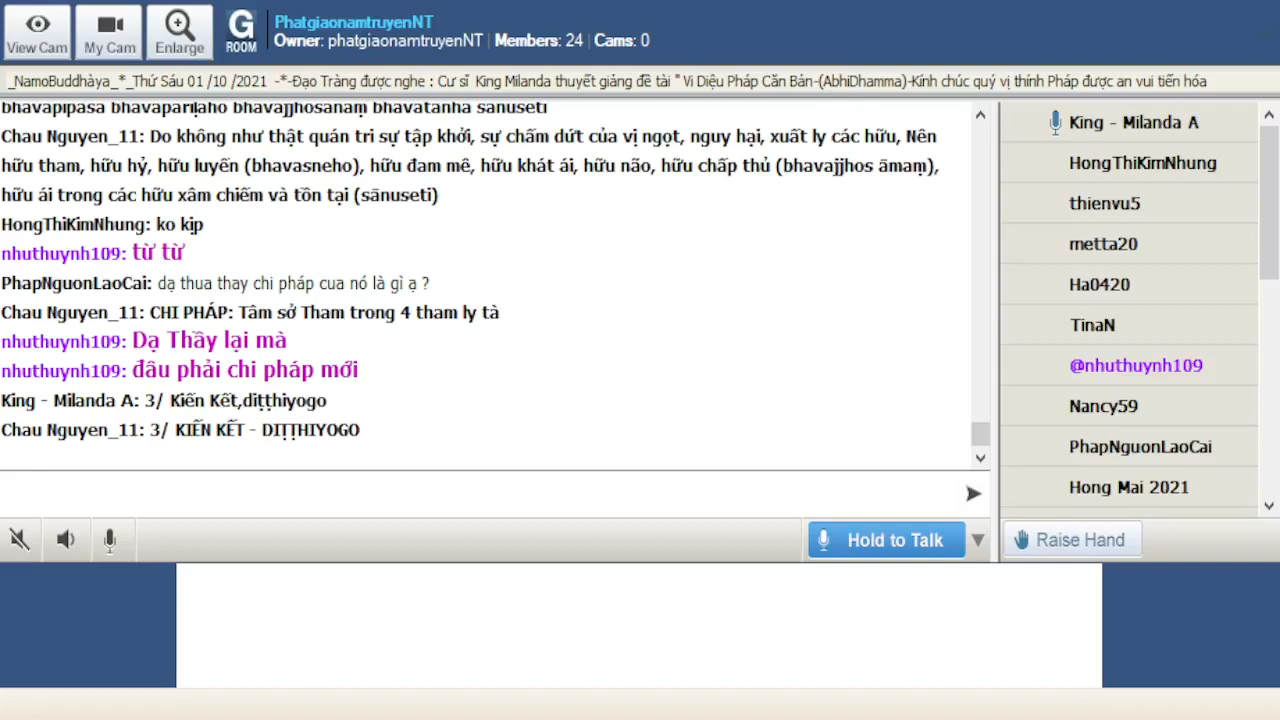 View Cam
My Cam
Enlarge
G
ROOM
PhatgiaonamtruyenNT
Owner: phatgiaonamtruyenNT | Members: 24 | Cams: 0
_NamoBuddhàya_*_Thứ Sáu 01 /10 /2021 -*-Đạo Tràng được nghe : Cư sĩ King Milanda thuyết giảng đề tài " Vi Diệu Pháp Căn Bản-(AbhiDhamma)-Kính chúc quý vị thính Pháp được an vui tiến hóa
bhavapipāsā bhavapariḷāho bhavajjhosānaṃ bhavataṇhā sānuseti
Chau Nguyen_11: Do không như thật quán tri sự tập khởi, sự chấm dứt của vị ngọt, nguy hại, xuất ly các hữu, Nên
hữu tham, hữu hỷ, hữu luyến (bhavasneho), hữu đam mê, hữu khát ái, hữu não, hữu chấp thủ (bhavajjhos āmaṃ),
hữu ái trong các hữu xâm chiếm và tồn tại (sānuseti)
HongThiKimNhung: ko kịp
nhuthuynh109: từ từ
PhapNguonLaoCai: dạ thua thay chi pháp cua nó là gì ạ ?
Chau Nguyen_11: CHI PHÁP: Tâm sở Tham trong 4 tham ly tà
nhuthuynh109: Dạ Thầy lại mà
nhuthuynh109: đâu phải chi pháp mới
King - Milanda A: 3/ Kiến Kết,diṭṭhiyogo
Chau Nguyen_11: 3/ KIẾN KẾT - DIṬṬHIYOGO
Hold to Talk
King - Milanda A
HongThiKimNhung
thienvu5
metta20
Ha0420
TinaN
@nhuthuynh109
Nancy59
PhapNguonLaoCai
Hong Mai 2021
Raise Hand